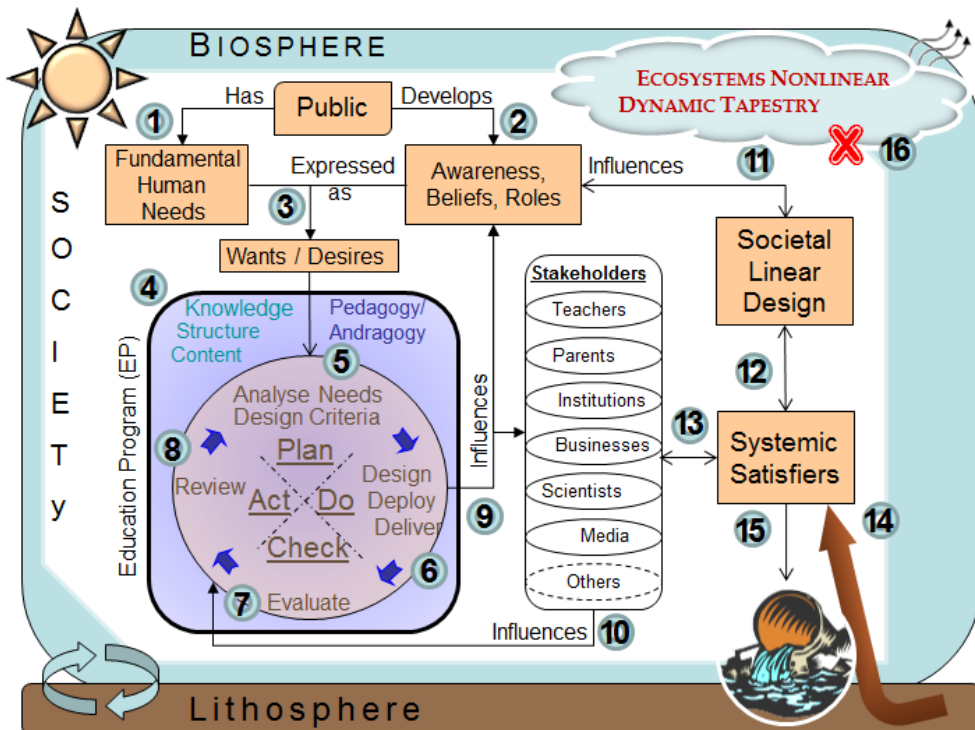 BIOSPHERE
ECOSYSTEMS NONLINEAR
DYNAMIC TAPESTRY
Has
Public
Develops
1
2
16
11
Fundamental
Human
Needs
Expressed
as
3
Awareness,
Beliefs, Roles
Influences
SOCIETy
Wants / Desires
Societal
Linear
Design
4
Knowledge
Structure
Content
Pedagogy/
Andragogy
Education Program (EP)
5
Analyse Needs
Design Criteria
Plan
8
Review
Act
Do
Design
Deploy
Deliver
Check
6
7
Evaluate
Influences
9
Stakeholders
Teachers
Parents
Institutions
Businesses
Scientists
Media
Others
12
13
Systemic
Satisfiers
15
14
Influences
10
Lithosphere